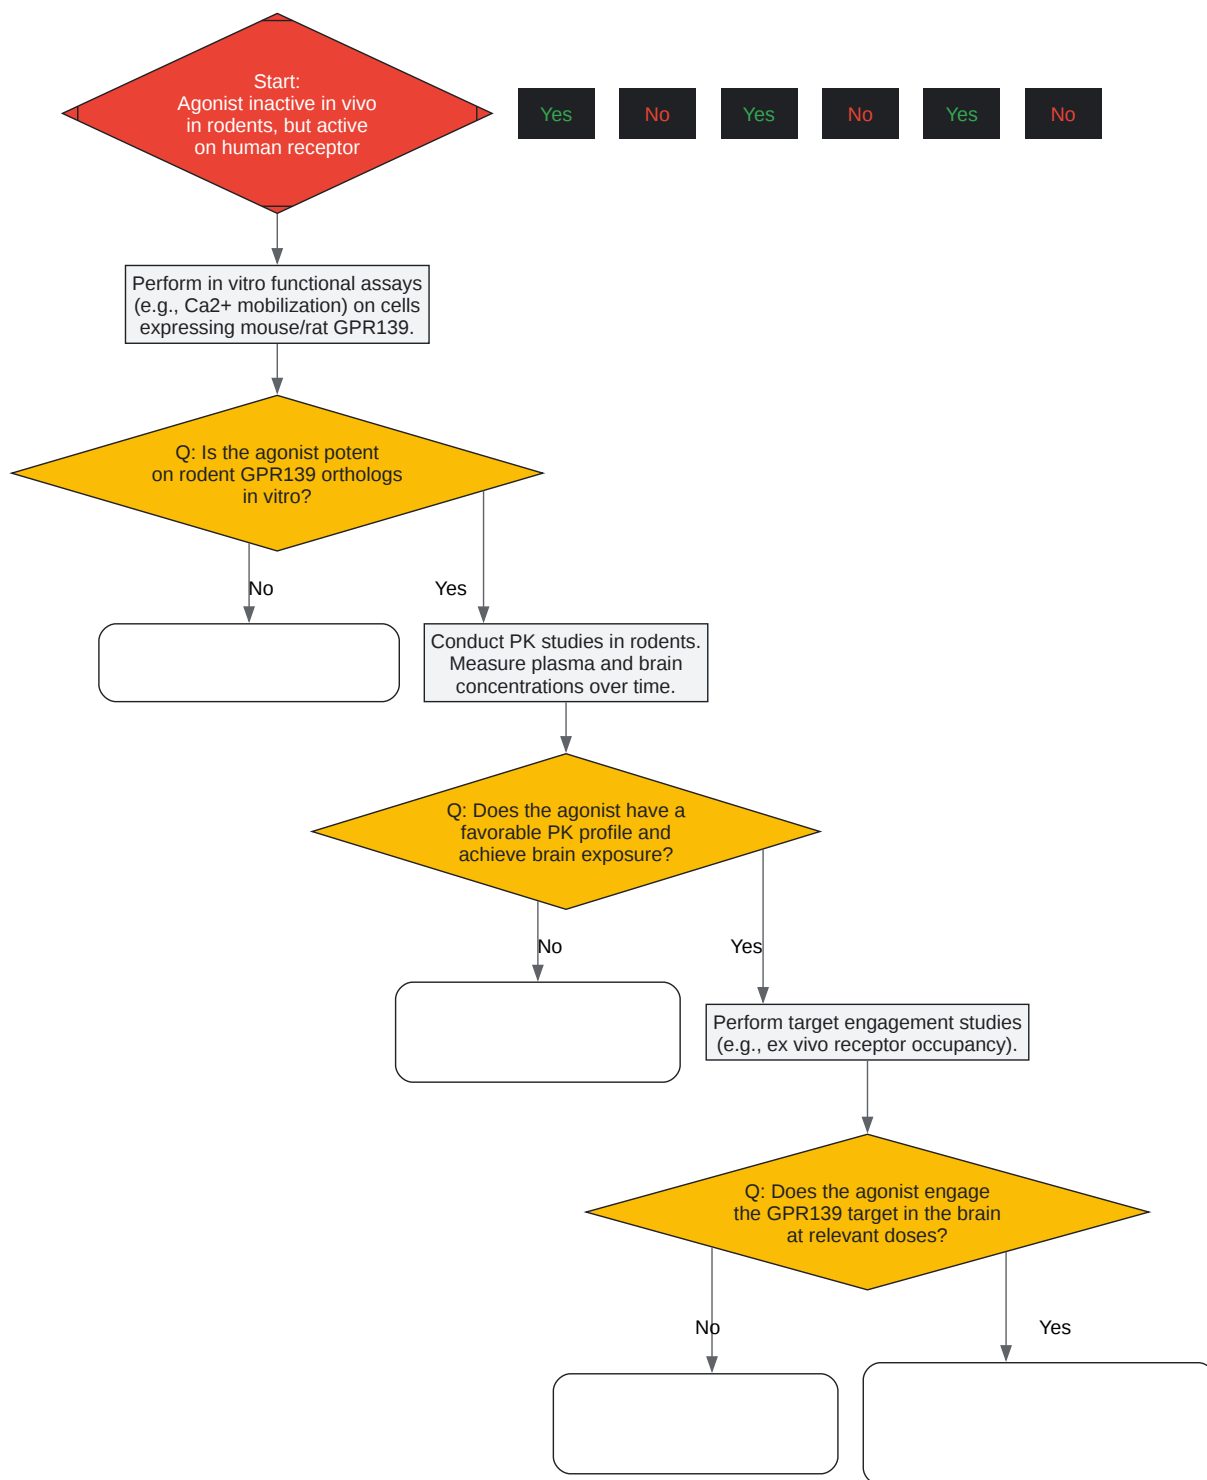 Start:
Agonist inactive in vivo
in rodents, but active
on human receptor
Yes
No
Yes
No
Yes
No
Perform in vitro functional assays
(e.g., Ca2+ mobilization) on cells
expressing mouse/rat GPR139.
Q: Is the agonist potent
on rodent GPR139 orthologs
in vitro?
No
Yes
Conduct PK studies in rodents.
Measure plasma and brain
concentrations over time.
Q: Does the agonist have a
favorable PK profile and
achieve brain exposure?
No
Yes
Perform target engagement studies
(e.g., ex vivo receptor occupancy).
Q: Does the agonist engage
the GPR139 target in the brain
at relevant doses?
No
Yes